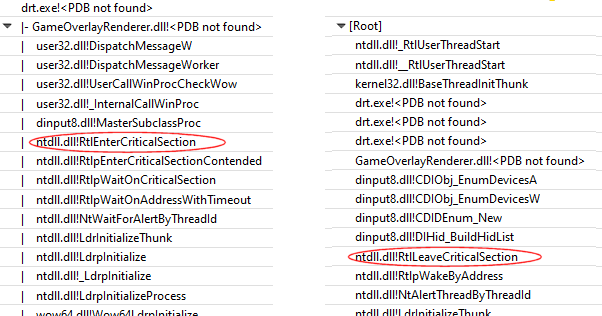 drt.exe!<PDB not found>
|- GameOverlayRenderer.dll!<PDB not found>
| user32.dll!DispatchMessageW
| user32.dll!DispatchMessageWorker
| user32.dll!UserCallWinProcCheckWow
| user32.dll!_InternalCallWinProc
| dinput8.dll!MasterSubclassProc
| ntdll.dll!RtlEnterCriticalSection
| ntdll.dll!RtlpEnterCriticalSectionContended
| ntdll.dll!RtlpWaitOnCriticalSection
| ntdll.dll!RtlpWaitOnAddressWithTimeout
| ntdll.dll!NtWaitForAlertByThreadId
| ntdll.dll!LdrInitializeThunk
| ntdll.dll!LdrpInitialize
| ntdll.dll!_LdrpInitialize
| ntdll.dll!LdrpInitializeProcess
| wow64.dll!Wow64LdrpInitialize
[Root]
ntdll.dll!_RtlUserThreadStart
ntdll.dll!__RtlUserThreadStart
kernel32.dll!BaseThreadInitThunk
drt.exe!<PDB not found>
drt.exe!<PDB not found>
drt.exe!<PDB not found>
GameOverlayRenderer.dll!<PDB not found>
dinput8.dll!CDIObj_EnumDevicesA
dinput8.dll!CDIObj_EnumDevicesW
dinput8.dll!CDIDEnum_New
dinput8.dll!DIHid_BuildHidList
ntdll.dll!RtlLeaveCriticalSection
ntdll.dll!RtlpWakeByAddress
ntdll.dll!NtAlertThreadByThreadId
ntdll.dll!LdrInitializeThunk